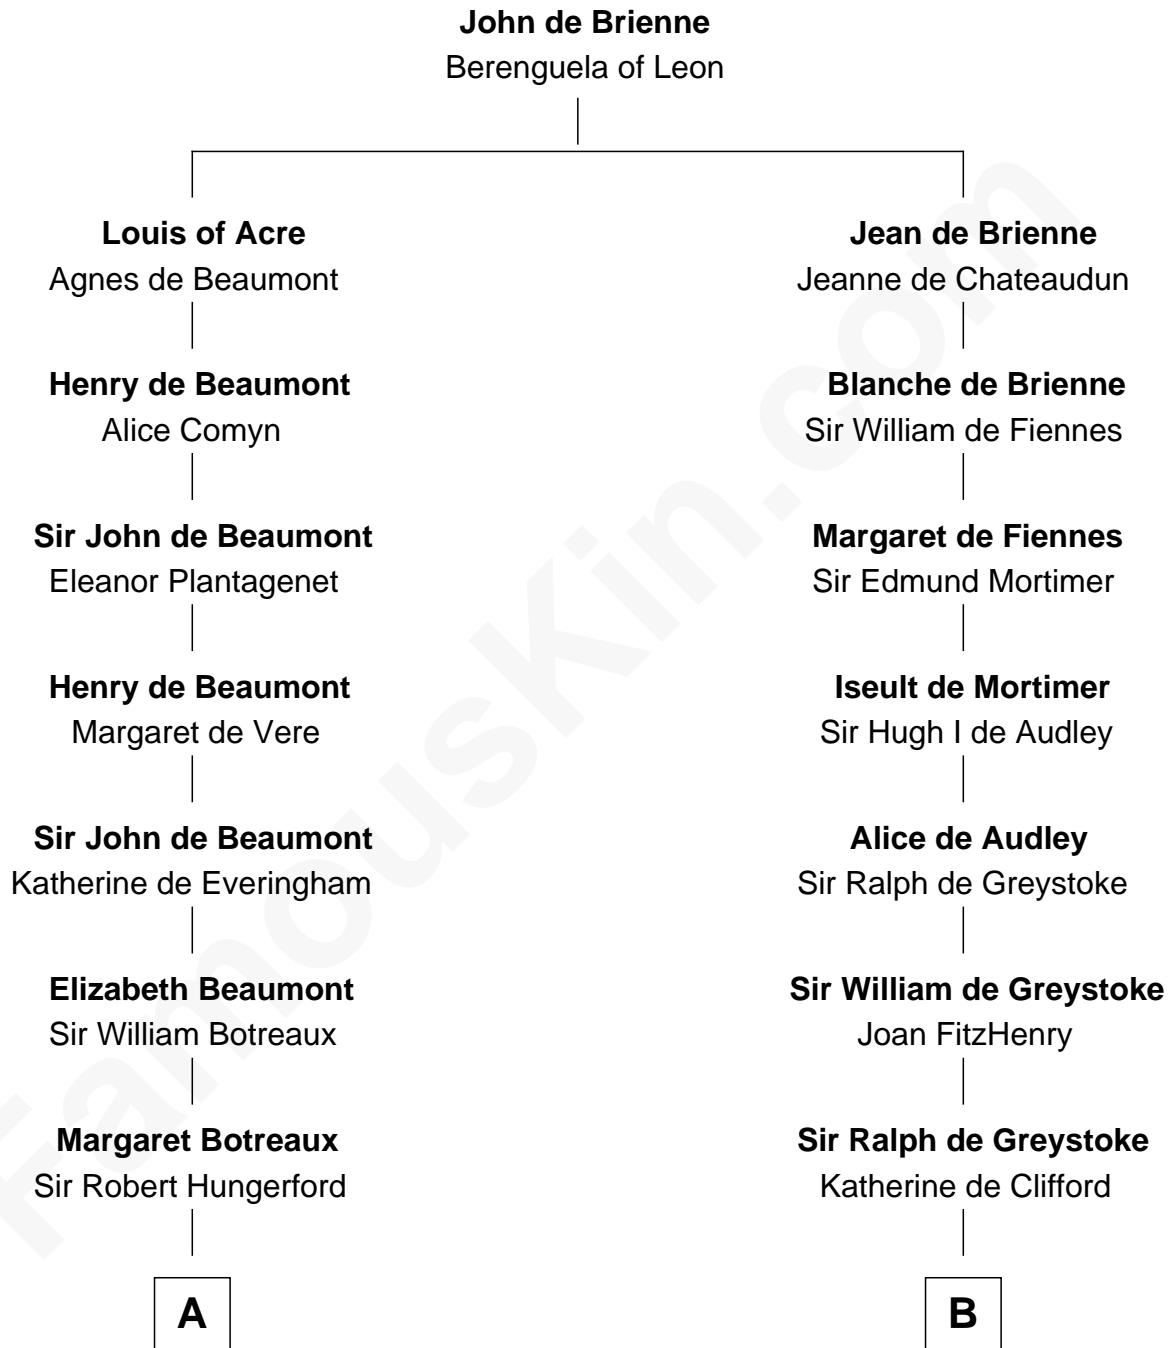 John de Brienne
Berenguela of Leon
Louis of Acre
Agnes de Beaumont
Jean de Brienne
Jeanne de Chateaudun
Henry de Beaumont
Alice Comyn
Blanche de Brienne
Sir William de Fiennes
Sir John de Beaumont
Eleanor Plantagenet
Margaret de Fiennes
Sir Edmund Mortimer
Henry de Beaumont
Margaret de Vere
Iseult de Mortimer
Sir Hugh I de Audley
Sir John de Beaumont
Katherine de Everingham
Alice de Audley
Sir Ralph de Greystoke
Elizabeth Beaumont
Sir William Botreaux
Sir William de Greystoke
Joan FitzHenry
Margaret Botreaux
Sir Robert Hungerford
Sir Ralph de Greystoke
Katherine de Clifford
A
B
FamousKin.com